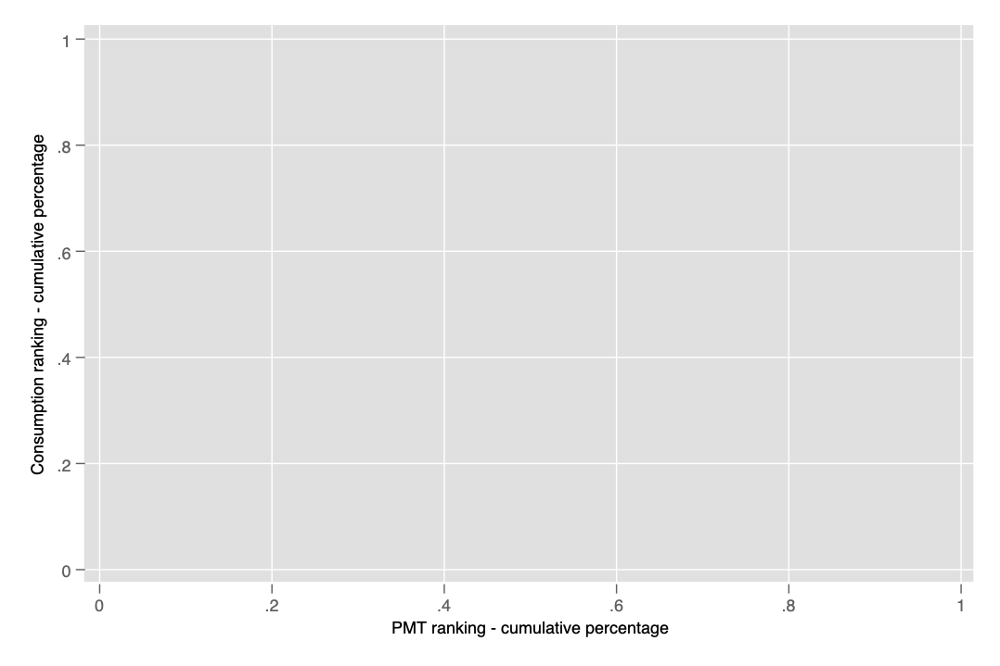 Consumption ranking - cumulative percentage
1
.8
.6
.4
.2
0
0 .2 .4 .6 .8 1
PMT ranking - cumulative percentage